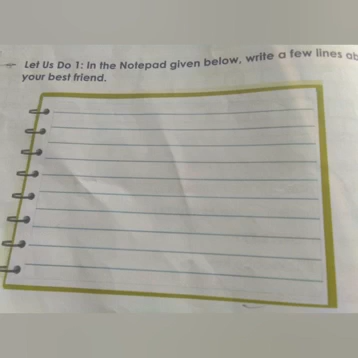 Let Us Do 1: In the Notepad given below, write a few lines
your best friend.